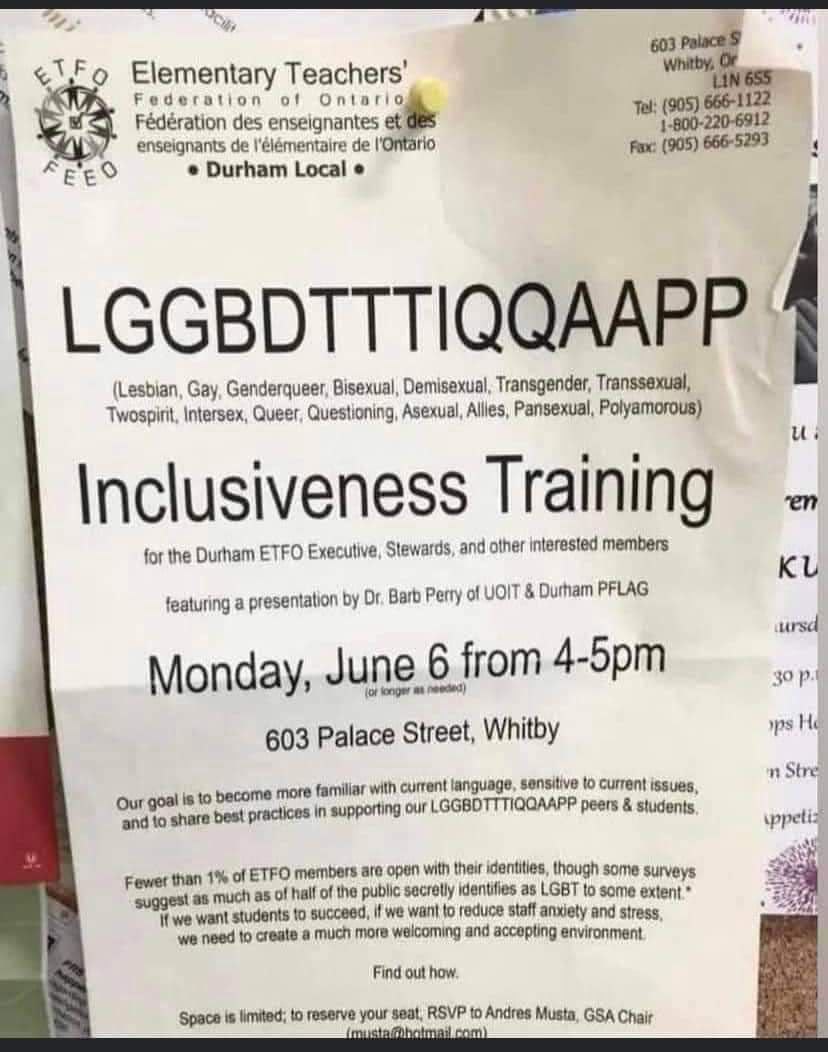 ETFO
FEEO
Elementary Teachers'
Federation of Ontario
Fédération des enseignantes et des
enseignants de l'élémentaire de l'Ontario
• Durham Local •
603 Palace S
Whitby, Or
L1N 6S5
Tel: (905) 666-1122
1-800-220-6912
Fax: (905) 666-5293
LGGBDTTTIQQAAPP
(Lesbian, Gay, Genderqueer, Bisexual, Demisexual, Transgender, Transsexual,
Twospirit, Intersex, Queer, Questioning, Asexual, Allies, Pansexual, Polyamorous)
Inclusiveness Training
for the Durham ETFO Executive, Stewards, and other interested members
featuring a presentation by Dr. Barb Perry of UOIT & Durham PFLAG
Monday, June 6 from 4-5pm
(or longer as needed)
603 Palace Street, Whitby
Our goal is to become more familiar with current language, sensitive to current issues,
and to share best practices in supporting our LGGBDTTTIQQAAPP peers & students.
Fewer than 1% of ETFO members are open with their identities, though some surveys
suggest as much as of half of the public secretly identifies as LGBT to some extent.*
If we want students to succeed, if we want to reduce staff anxiety and stress,
we need to create a much more welcoming and accepting environment.
Find out how.
Space is limited; to reserve your seat, RSVP to Andres Musta, GSA Chair
(musta@hotmail.com)